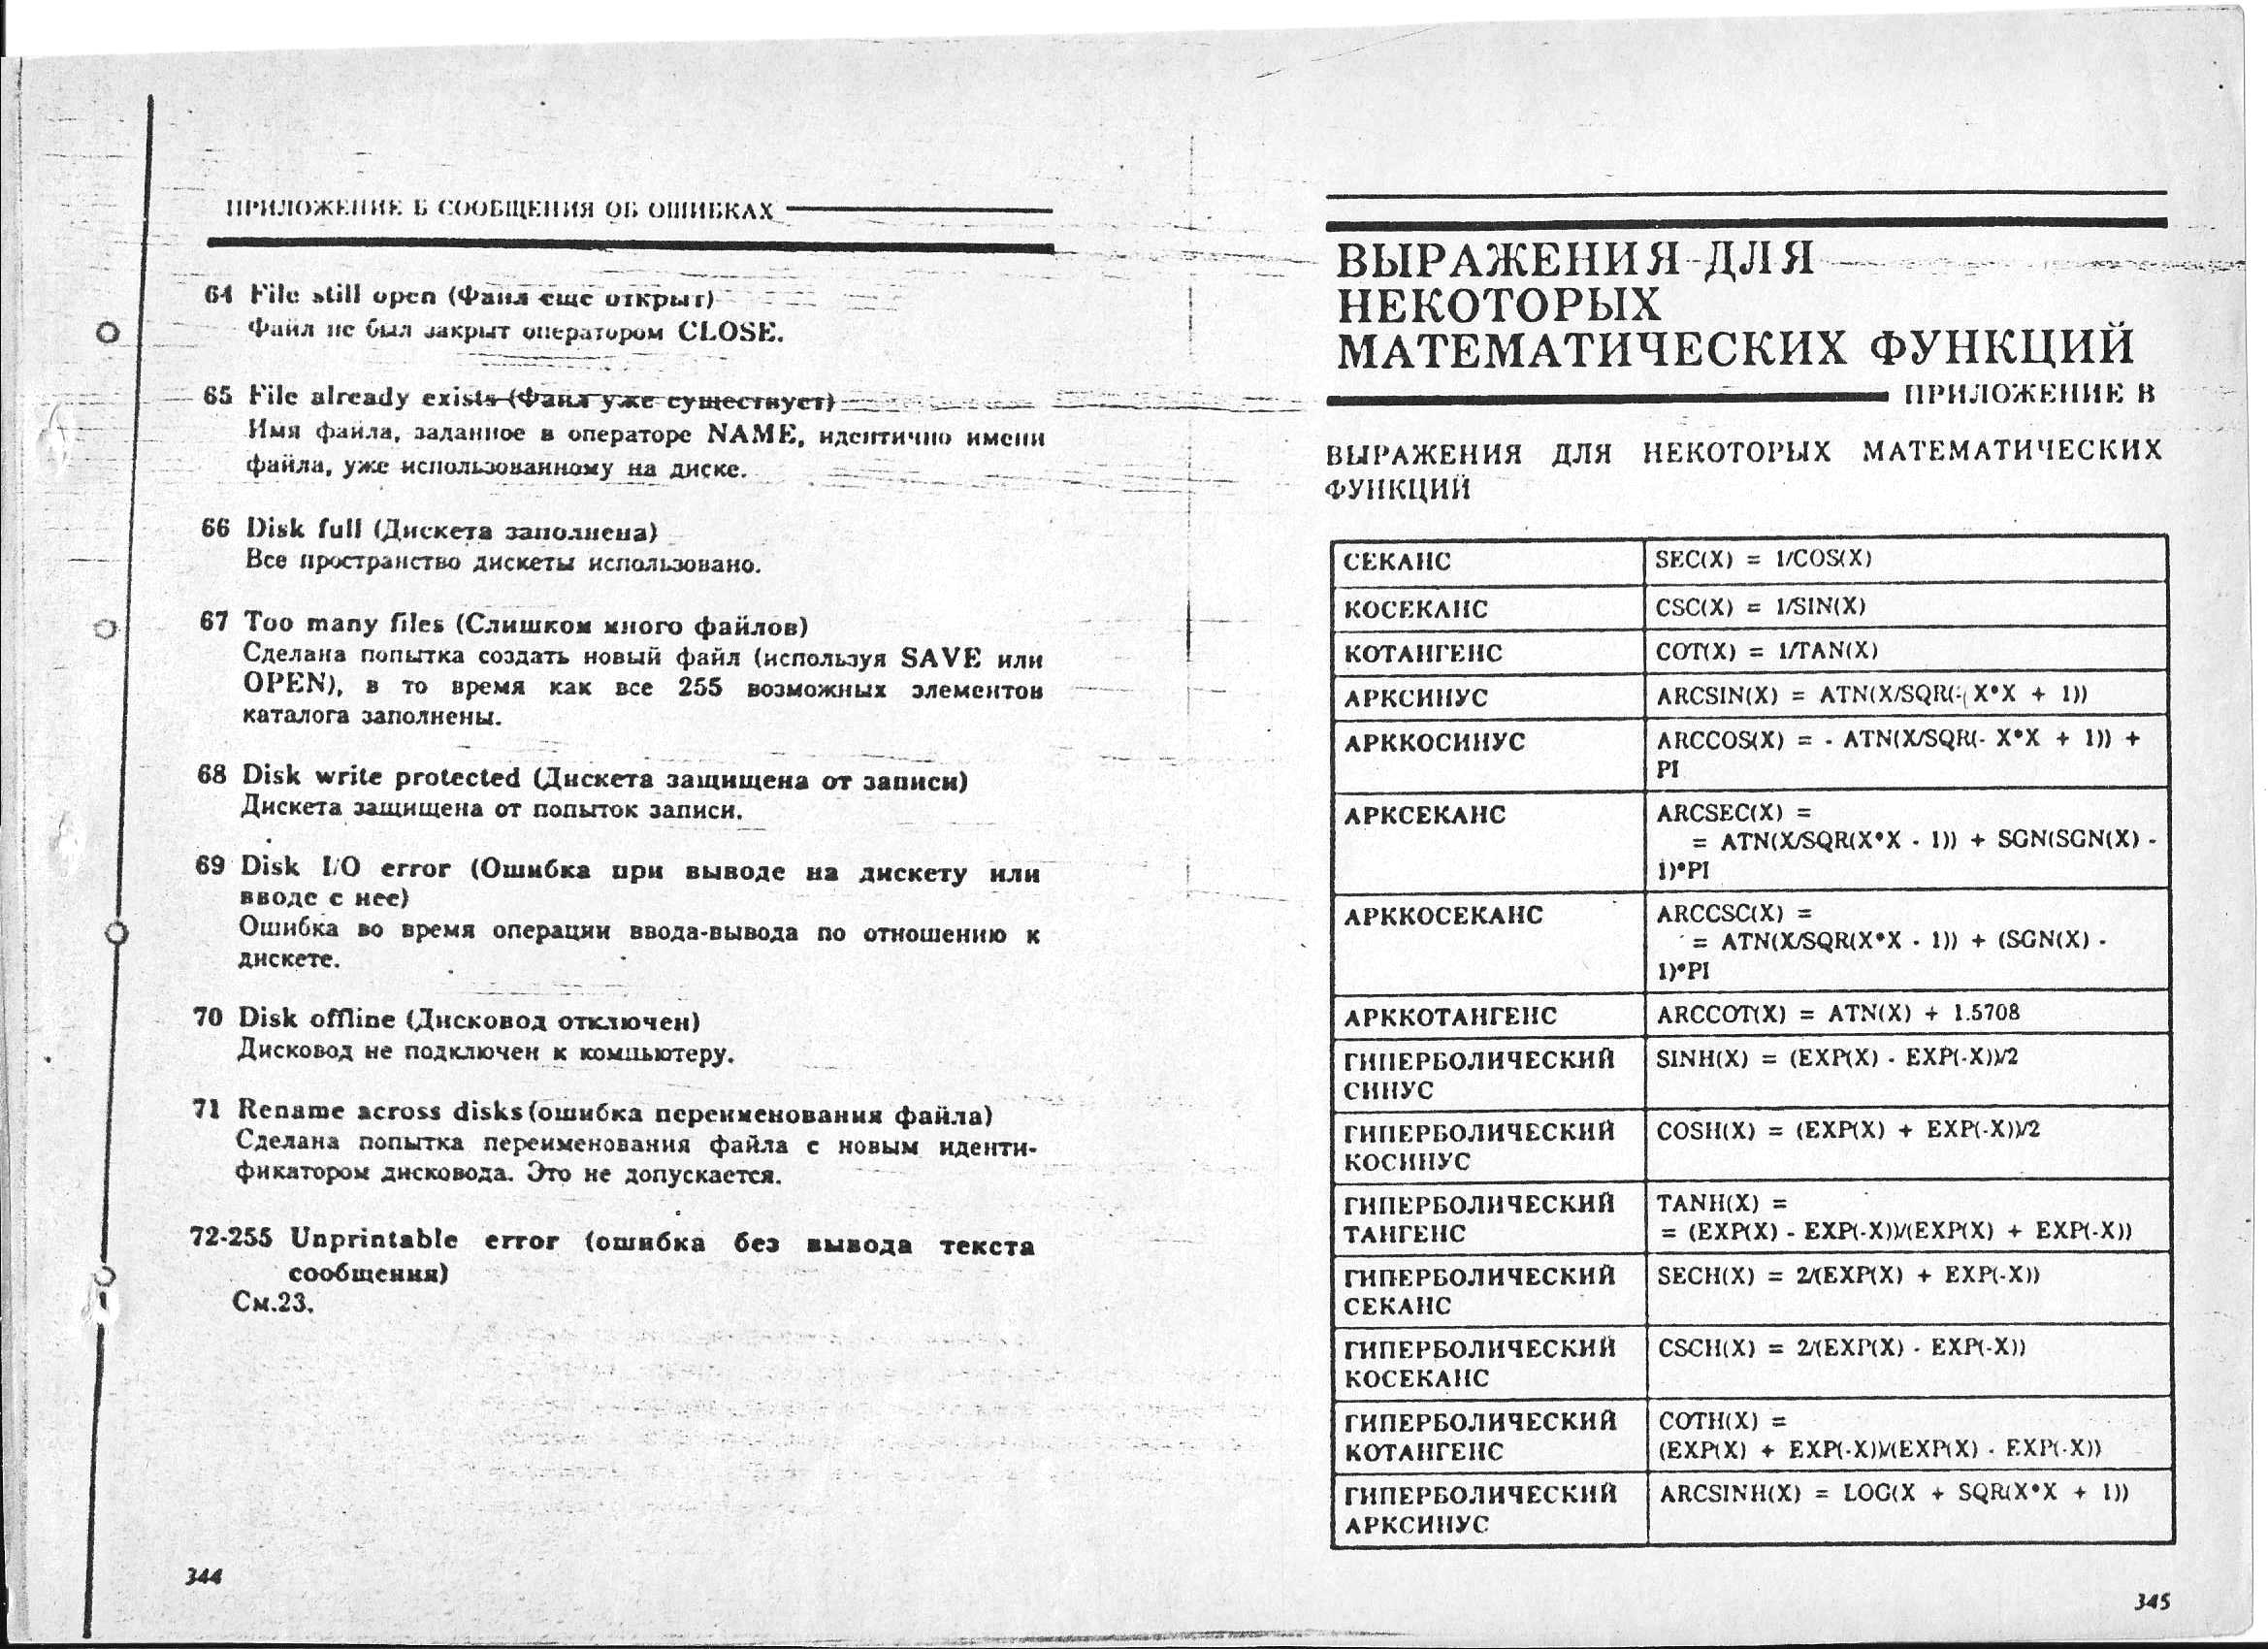 ПРИЛОЖЕНИЕ Б СООБЩЕНИЯ ОБ ОШИБКАХ
64 File still open (Файл еще открыт)
Файл не был закрыт оператором CLOSE.
65 File already exists (Файл уже существует)
Имя файла, заданное в операторе NAME, идентично имени
файла, уже использованному на диске.
66 Disk full (Дискета заполнена)
Все пространство дискеты использовано.
67 Too many files (Слишком много файлов)
Сделана попытка создать новый файл (используя SAVE или
OPEN), в то время как все 255 возможных элементов
каталога заполнены.
68 Disk write protected (Дискета защищена от записи)
Дискета защищена от попыток записи.
69 Disk I/O error (Ошибка при выводе на дискету или
вводе с нее)
Ошибка во время операции ввода-вывода по отношению к
дискете.
70 Disk offline (Дисковод отключен)
Дисковод не подключен к компьютеру.
71 Rename across disks (ошибка переименования файла)
Сделана попытка переименования файла с новым иденти-
фикатором дисковода. Это не допускается.
72-255 Unprintable error (ошибка без вывода текста
сообщения)
См.23.
344
ВЫРАЖЕНИЯ ДЛЯ
НЕКОТОРЫХ
МАТЕМАТИЧЕСКИХ ФУНКЦИЙ
ПРИЛОЖЕНИЕ В
ВЫРАЖЕНИЯ ДЛЯ НЕКОТОРЫХ МАТЕМАТИЧЕСКИХ
ФУНКЦИЙ
СЕКАНС SEC(X) = 1/COS(X)
КОСЕКАНС CSC(X) = 1/SIN(X)
КОТАНГЕНС COT(X) = 1/TAN(X)
АРКСИНУС ARCSIN(X) = ATN(X/SQR(- X*X + 1))
АРККОСИНУС ARCCOS(X) = - ATN(X/SQR(- X*X + 1)) +
PI
АРКСЕКАНС ARCSEC(X) =
= ATN(X/SQR(X*X - 1)) + SGN(SGN(X) -
1)*PI
АРККОСЕКАНС ARCCSC(X) =
= ATN(X/SQR(X*X - 1)) + (SGN(X) -
1)*PI
АРККОТАНГЕНС ARCCOT(X) = ATN(X) + 1.5708
ГИПЕРБОЛИЧЕСКИЙ SINH(X) = (EXP(X) - EXP(-X))/2
СИНУС
ГИПЕРБОЛИЧЕСКИЙ COSH(X) = (EXP(X) + EXP(-X))/2
КОСИНУС
ГИПЕРБОЛИЧЕСКИЙ TANH(X) =
ТАНГЕНС = (EXP(X) - EXP(-X))/(EXP(X) + EXP(-X))
ГИПЕРБОЛИЧЕСКИЙ SECH(X) = 2/(EXP(X) + EXP(-X))
СЕКАНС
ГИПЕРБОЛИЧЕСКИЙ CSCH(X) = 2/(EXP(X) - EXP(-X))
КОСЕКАНС
ГИПЕРБОЛИЧЕСКИЙ COTH(X) =
КОТАНГЕНС (EXP(X) + EXP(-X))/(EXP(X) - EXP(-X))
ГИПЕРБОЛИЧЕСКИЙ ARCSINH(X) = LOG(X + SQR(X*X + 1))
АРКСИНУС
345